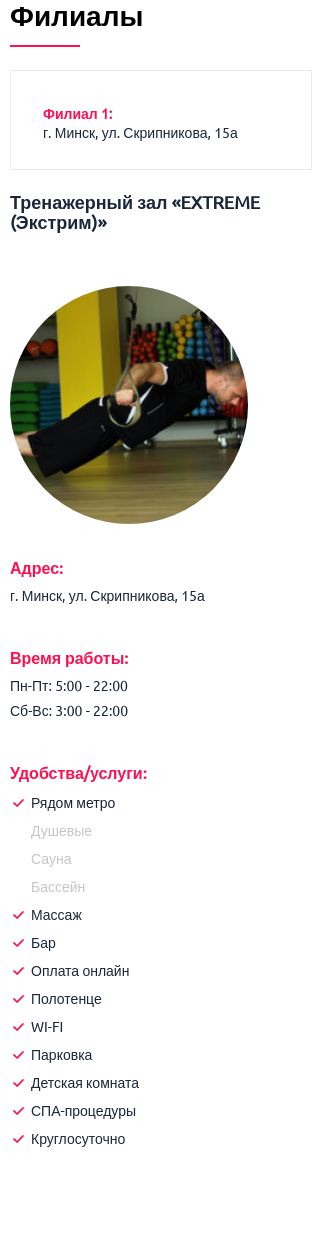 Филиалы
Филиал 1:
г. Минск, ул. Скрипникова, 15а
Тренажерный зал «EXTREME
(Экстрим)»
Адрес:
г. Минск, ул. Скрипникова, 15а
Время работы:
Пн-Пт: 5:00 - 22:00
Сб-Вс: 3:00 - 22:00
Удобства/услуги:
Рядом метро
Душевые
Сауна
Бассейн
Массаж
Бар
Оплата онлайн
Полотенце
WI-FI
Парковка
Детская комната
СПА-процедуры
Круглосуточно